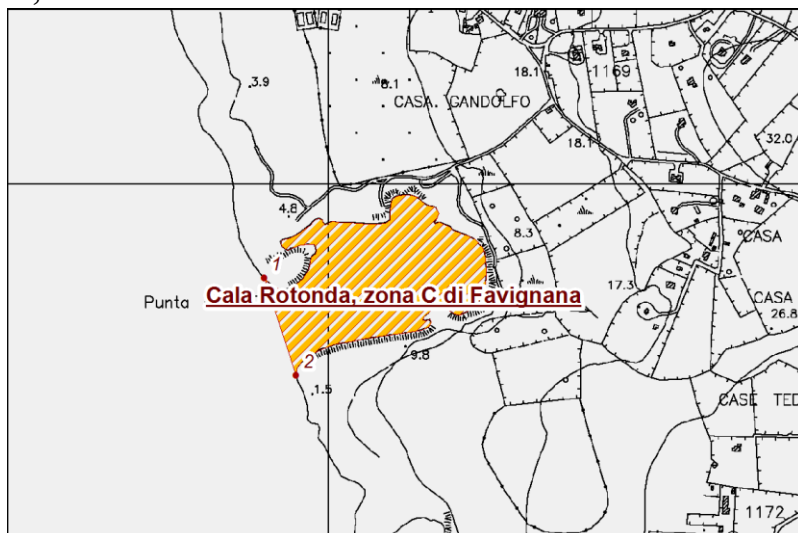 3.9
8.1
18.1
1169
CASA GANDOLFO
18.1
32.0
4.8
8.3
CASA
1
17.3
Punta
Cala Rotonda, zona C di Favignana
CASA
26.8
9.8
2
1.5
CASE TED
1172